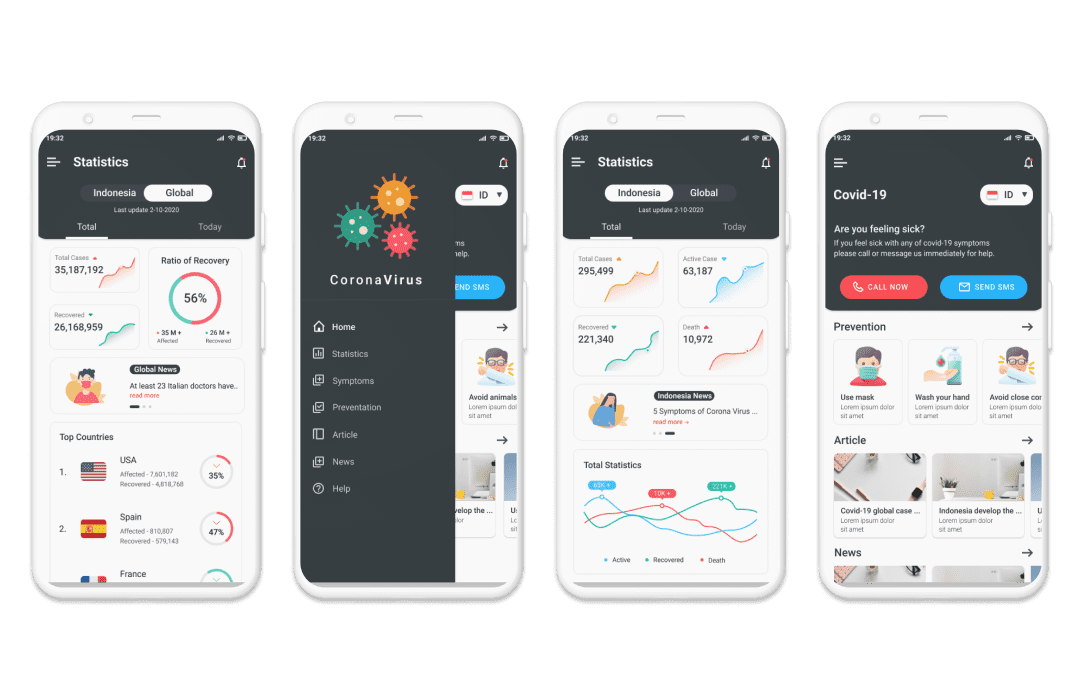 19:32
Statistics
Indonesia
Global
Last update 2-10-2020
Total
Today
Total Cases
35,187,192
Recovered
26,168,959
Ratio of Recovery
56%
35 M +
Affected
26 M +
Recovered
Global News
At least 23 Italian doctors have..
read more
Top Countries
1.
USA
Affected - 7,601,182
Recovered - 4,818,768
35%
2.
Spain
Affected - 810,807
Recovered - 579,143
47%
France
19:32
CoronaVirus
Home
Statistics
Symptoms
Preventation
Article
News
Help
ID
ms
help.
END SMS
Avoid animals
Lorem ipsum
sit amet
velop the ...
19:32
Statistics
Indonesia
Global
Last update 2-10-2020
Total
Today
Total Cases
295,499
Active Case
63,187
Recovered
221,340
Death
10,972
Indonesia News
5 Symptoms of Corona Virus ...
read more
Total Statistics
63K +
10K +
221K +
Active
Recovered
Death
19:32
Covid-19
ID
Are you feeling sick?
If you feel sick with any of covid-19 symptoms
please call or message us immediately for help.
CALL NOW
SEND SMS
Prevention
Use mask
Lorem ipsum dolor
sit amet
Wash your hand
Lorem ipsum dolor
sit amet
Avoid close cor
Lorem ipsum do
sit amet
Article
Covid-19 global case ...
Lorem ipsum dolor
sit amet
Indonesia develop the ...
Lorem ipsum dolor
sit amet
News